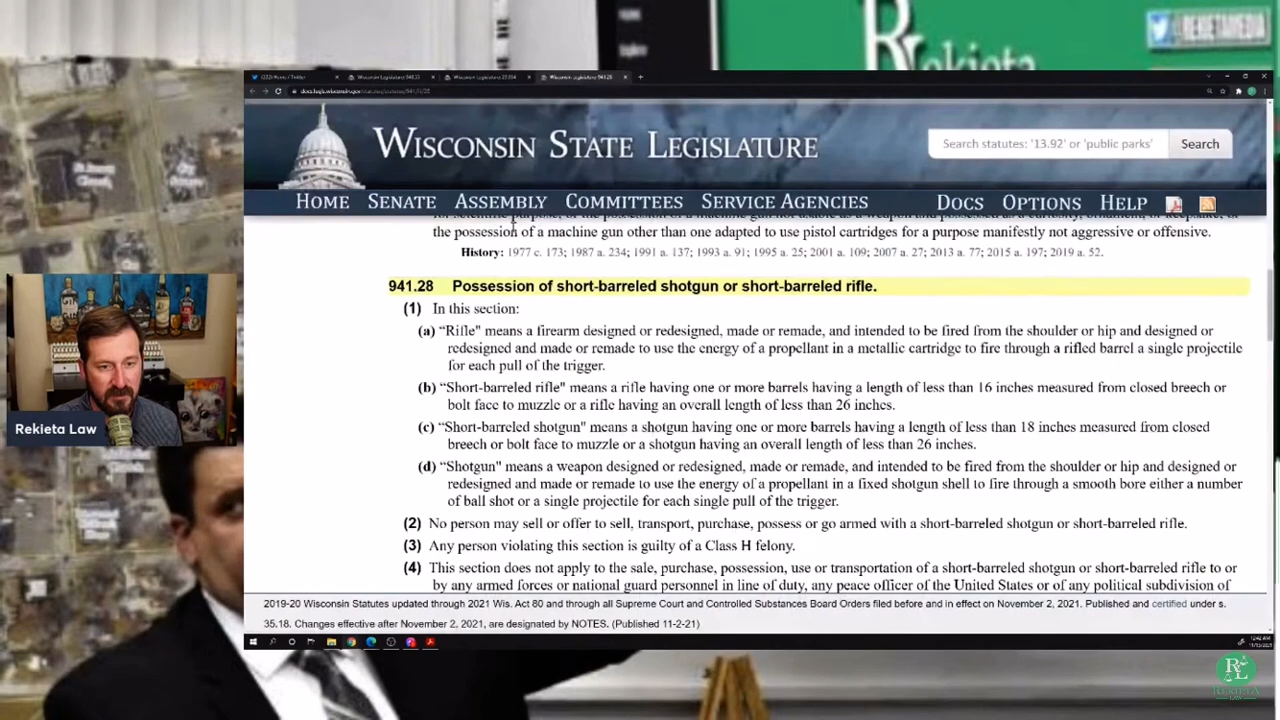 @REKIETAMEDIA
Rekieta
Wisconsin Legislature 941.28
docs.legis.wisconsin.gov/statutes/statutes/941/iii/28
WISCONSIN STATE LEGISLATURE
Search statutes: '13.92' or 'public parks'
Search
HOME SENATE ASSEMBLY COMMITTEES SERVICE AGENCIES DOCS OPTIONS HELP
the possession of a machine gun other than one adapted to use pistol cartridges for a purpose manifestly not aggressive or offensive.
History: 1977 c. 173; 1987 a. 234; 1991 a. 137; 1993 a. 91; 1995 a. 25; 2001 a. 109; 2007 a. 27; 2013 a. 77; 2015 a. 197; 2019 a. 52.
941.28 Possession of short-barreled shotgun or short-barreled rifle.
(1) In this section:
(a) “Rifle" means a firearm designed or redesigned, made or remade, and intended to be fired from the shoulder or hip and designed or
redesigned and made or remade to use the energy of a propellant in a metallic cartridge to fire through a rifled barrel a single projectile
for each pull of the trigger.
(b) “Short-barreled rifle" means a rifle having one or more barrels having a length of less than 16 inches measured from closed breech or
bolt face to muzzle or a rifle having an overall length of less than 26 inches.
(c) “Short-barreled shotgun" means a shotgun having one or more barrels having a length of less than 18 inches measured from closed
breech or bolt face to muzzle or a shotgun having an overall length of less than 26 inches.
(d) “Shotgun" means a weapon designed or redesigned, made or remade, and intended to be fired from the shoulder or hip and designed or
redesigned and made or remade to use the energy of a propellant in a fixed shotgun shell to fire through a smooth bore either a number
of ball shot or a single projectile for each single pull of the trigger.
(2) No person may sell or offer to sell, transport, purchase, possess or go armed with a short-barreled shotgun or short-barreled rifle.
(3) Any person violating this section is guilty of a Class H felony.
(4) This section does not apply to the sale, purchase, possession, use or transportation of a short-barreled shotgun or short-barreled rifle to or
by any armed forces or national guard personnel in line of duty, any peace officer of the United States or of any political subdivision of
2019-20 Wisconsin Statutes updated through 2021 Wis. Act 80 and through all Supreme Court and Controlled Substances Board Orders filed before and in effect on November 2, 2021. Published and certified under s.
35.18. Changes effective after November 2, 2021, are designated by NOTES. (Published 11-2-21)
Rekieta Law
REKIETA
LAW